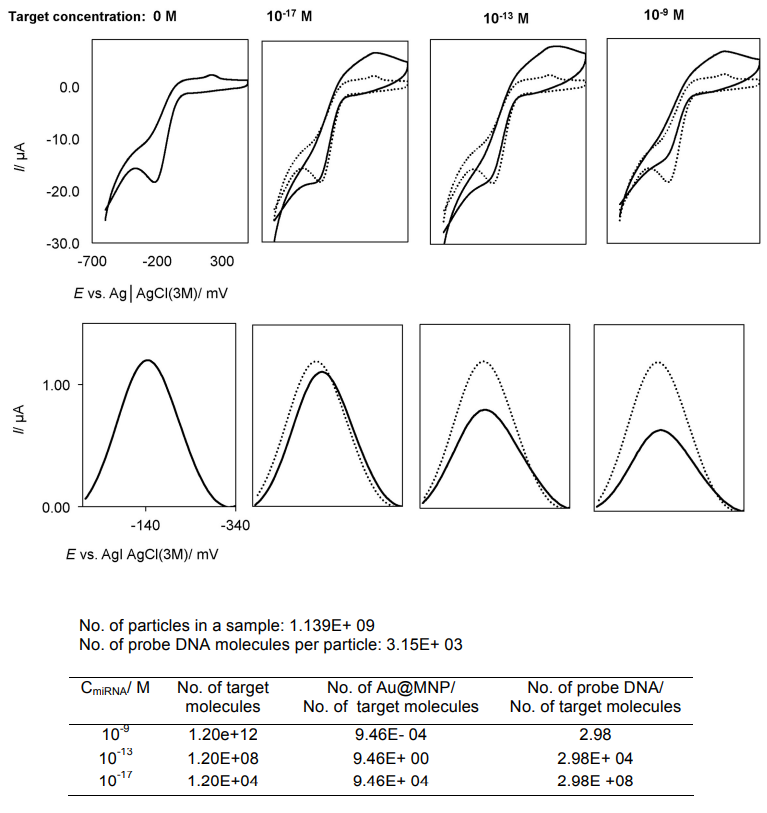 Target concentration: 0 M 10⁻¹⁷ M 10⁻¹³ M 10⁻⁹ M
0.0
-10.0
-20.0
-30.0
I/ µA
-700 -200 300
E vs. Ag|AgCl(3M)/ mV
1.00
0.00
I/ µA
-140 -340
E vs. AgI AgCl(3M)/ mV
No. of particles in a sample: 1.139E+ 09
No. of probe DNA molecules per particle: 3.15E+ 03
CmiRNA/ M No. of target No. of Au@MNP/ No. of probe DNA/
molecules No. of target molecules No. of target molecules
10⁻⁹ 1.20e+12 9.46E- 04 2.98
10⁻¹³ 1.20E+08 9.46E+ 00 2.98E+ 04
10⁻¹⁷ 1.20E+04 9.46E+ 04 2.98E +08